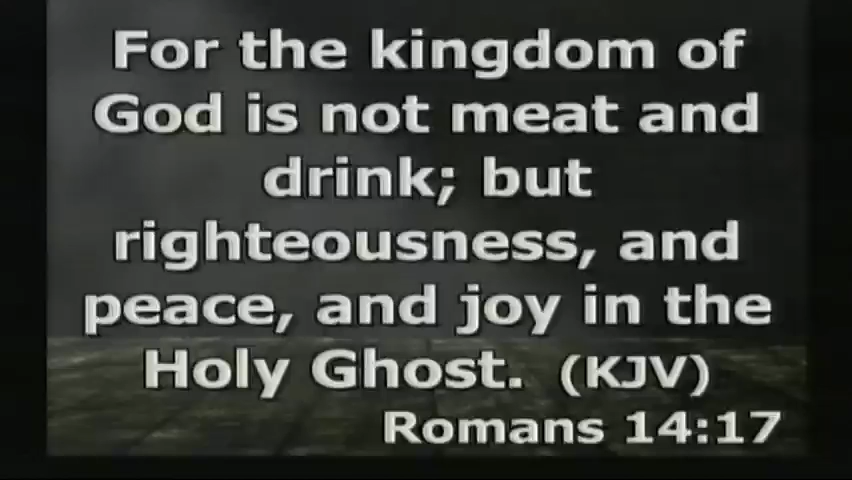 For the kingdom of
God is not meat and
drink; but
righteousness, and
peace, and joy in the
Holy Ghost. (KJV)
Romans 14:17